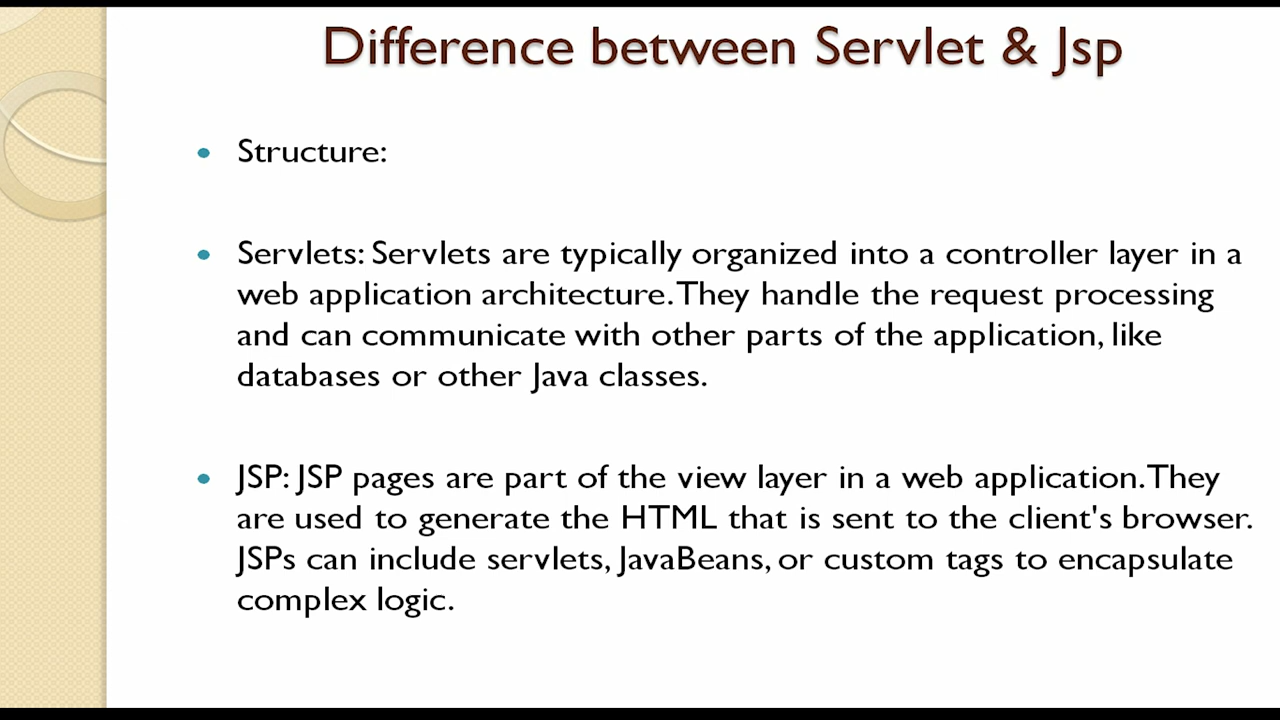 Difference between Servlet & Jsp
• Structure:
• Servlets: Servlets are typically organized into a controller layer in a
web application architecture. They handle the request processing
and can communicate with other parts of the application, like
databases or other Java classes.
• JSP: JSP pages are part of the view layer in a web application. They
are used to generate the HTML that is sent to the client's browser.
JSPs can include servlets, JavaBeans, or custom tags to encapsulate
complex logic.